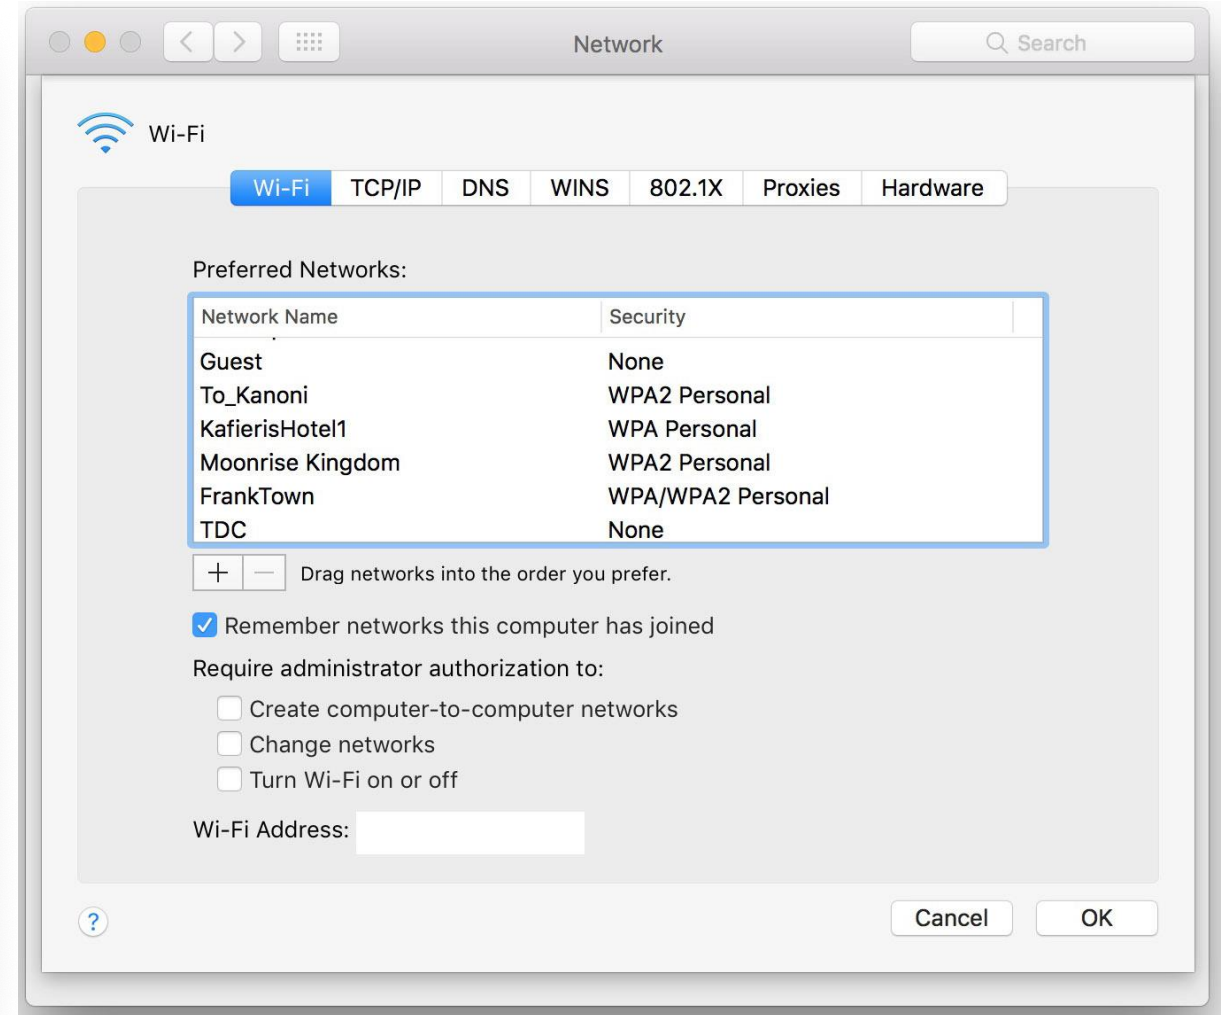 Network
Search
Wi-Fi
Wi-Fi TCP/IP DNS WINS 802.1X Proxies Hardware
Preferred Networks:
Network Name Security
Guest None
To_Kanoni WPA2 Personal
KafierisHotel1 WPA Personal
Moonrise Kingdom WPA2 Personal
FrankTown WPA/WPA2 Personal
TDC None
+ − Drag networks into the order you prefer.
Remember networks this computer has joined
Require administrator authorization to:
Create computer-to-computer networks
Change networks
Turn Wi-Fi on or off
Wi-Fi Address:
? Cancel OK